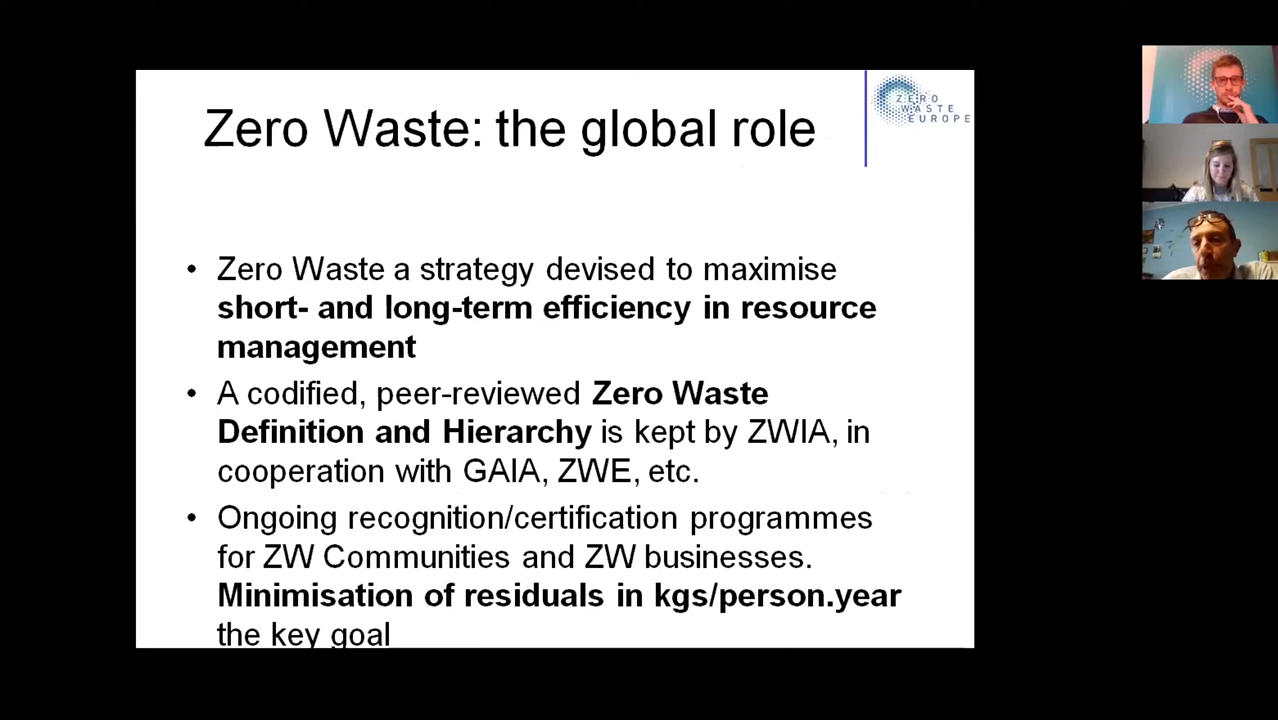 Zero Waste: the global role
ZERO
WASTE
EUROPE
• Zero Waste a strategy devised to maximise
short- and long-term efficiency in resource
management
• A codified, peer-reviewed Zero Waste
Definition and Hierarchy is kept by ZWIA, in
cooperation with GAIA, ZWE, etc.
• Ongoing recognition/certification programmes
for ZW Communities and ZW businesses.
Minimisation of residuals in kgs/person.year
the key goal